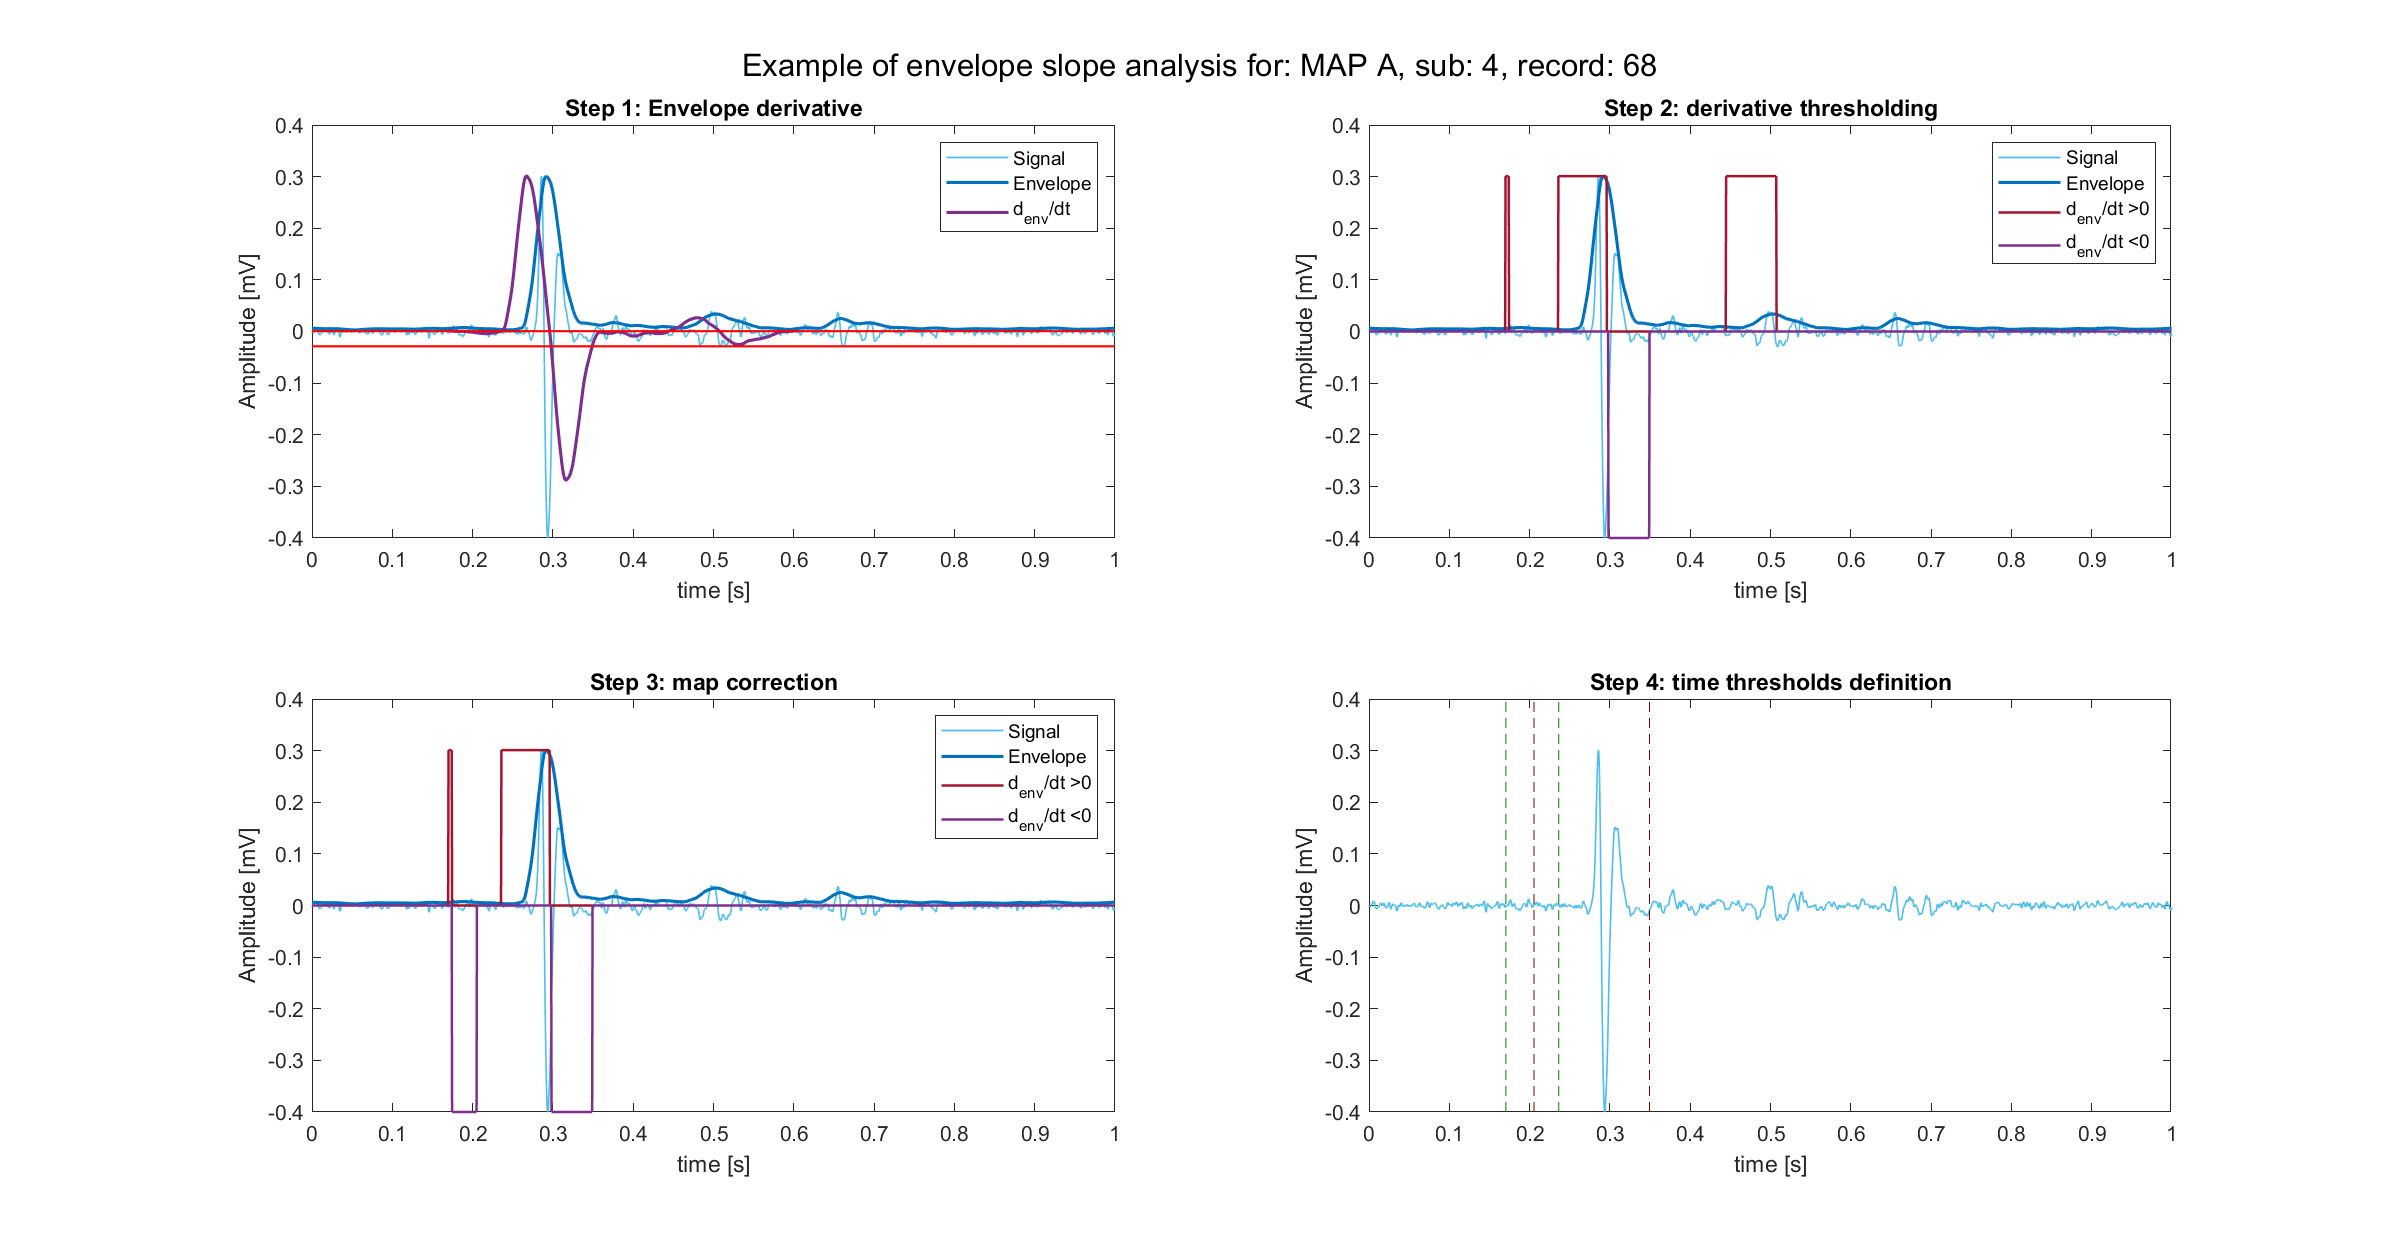 Example of envelope slope analysis for: MAP A, sub: 4, record: 68
Step 1: Envelope derivative
0.4
0.3
0.2
0.1
0
-0.1
-0.2
-0.3
-0.4
Amplitude [mV]
0 0.1 0.2 0.3 0.4 0.5 0.6 0.7 0.8 0.9 1
time [s]
Signal
Envelope
d_env/dt
Step 2: derivative thresholding
0.4
0.3
0.2
0.1
0
-0.1
-0.2
-0.3
-0.4
Amplitude [mV]
0 0.1 0.2 0.3 0.4 0.5 0.6 0.7 0.8 0.9 1
time [s]
Signal
Envelope
d_env/dt >0
d_env/dt <0
Step 3: map correction
0.4
0.3
0.2
0.1
0
-0.1
-0.2
-0.3
-0.4
Amplitude [mV]
0 0.1 0.2 0.3 0.4 0.5 0.6 0.7 0.8 0.9 1
time [s]
Signal
Envelope
d_env/dt >0
d_env/dt <0
Step 4: time thresholds definition
0.4
0.3
0.2
0.1
0
-0.1
-0.2
-0.3
-0.4
Amplitude [mV]
0 0.1 0.2 0.3 0.4 0.5 0.6 0.7 0.8 0.9 1
time [s]